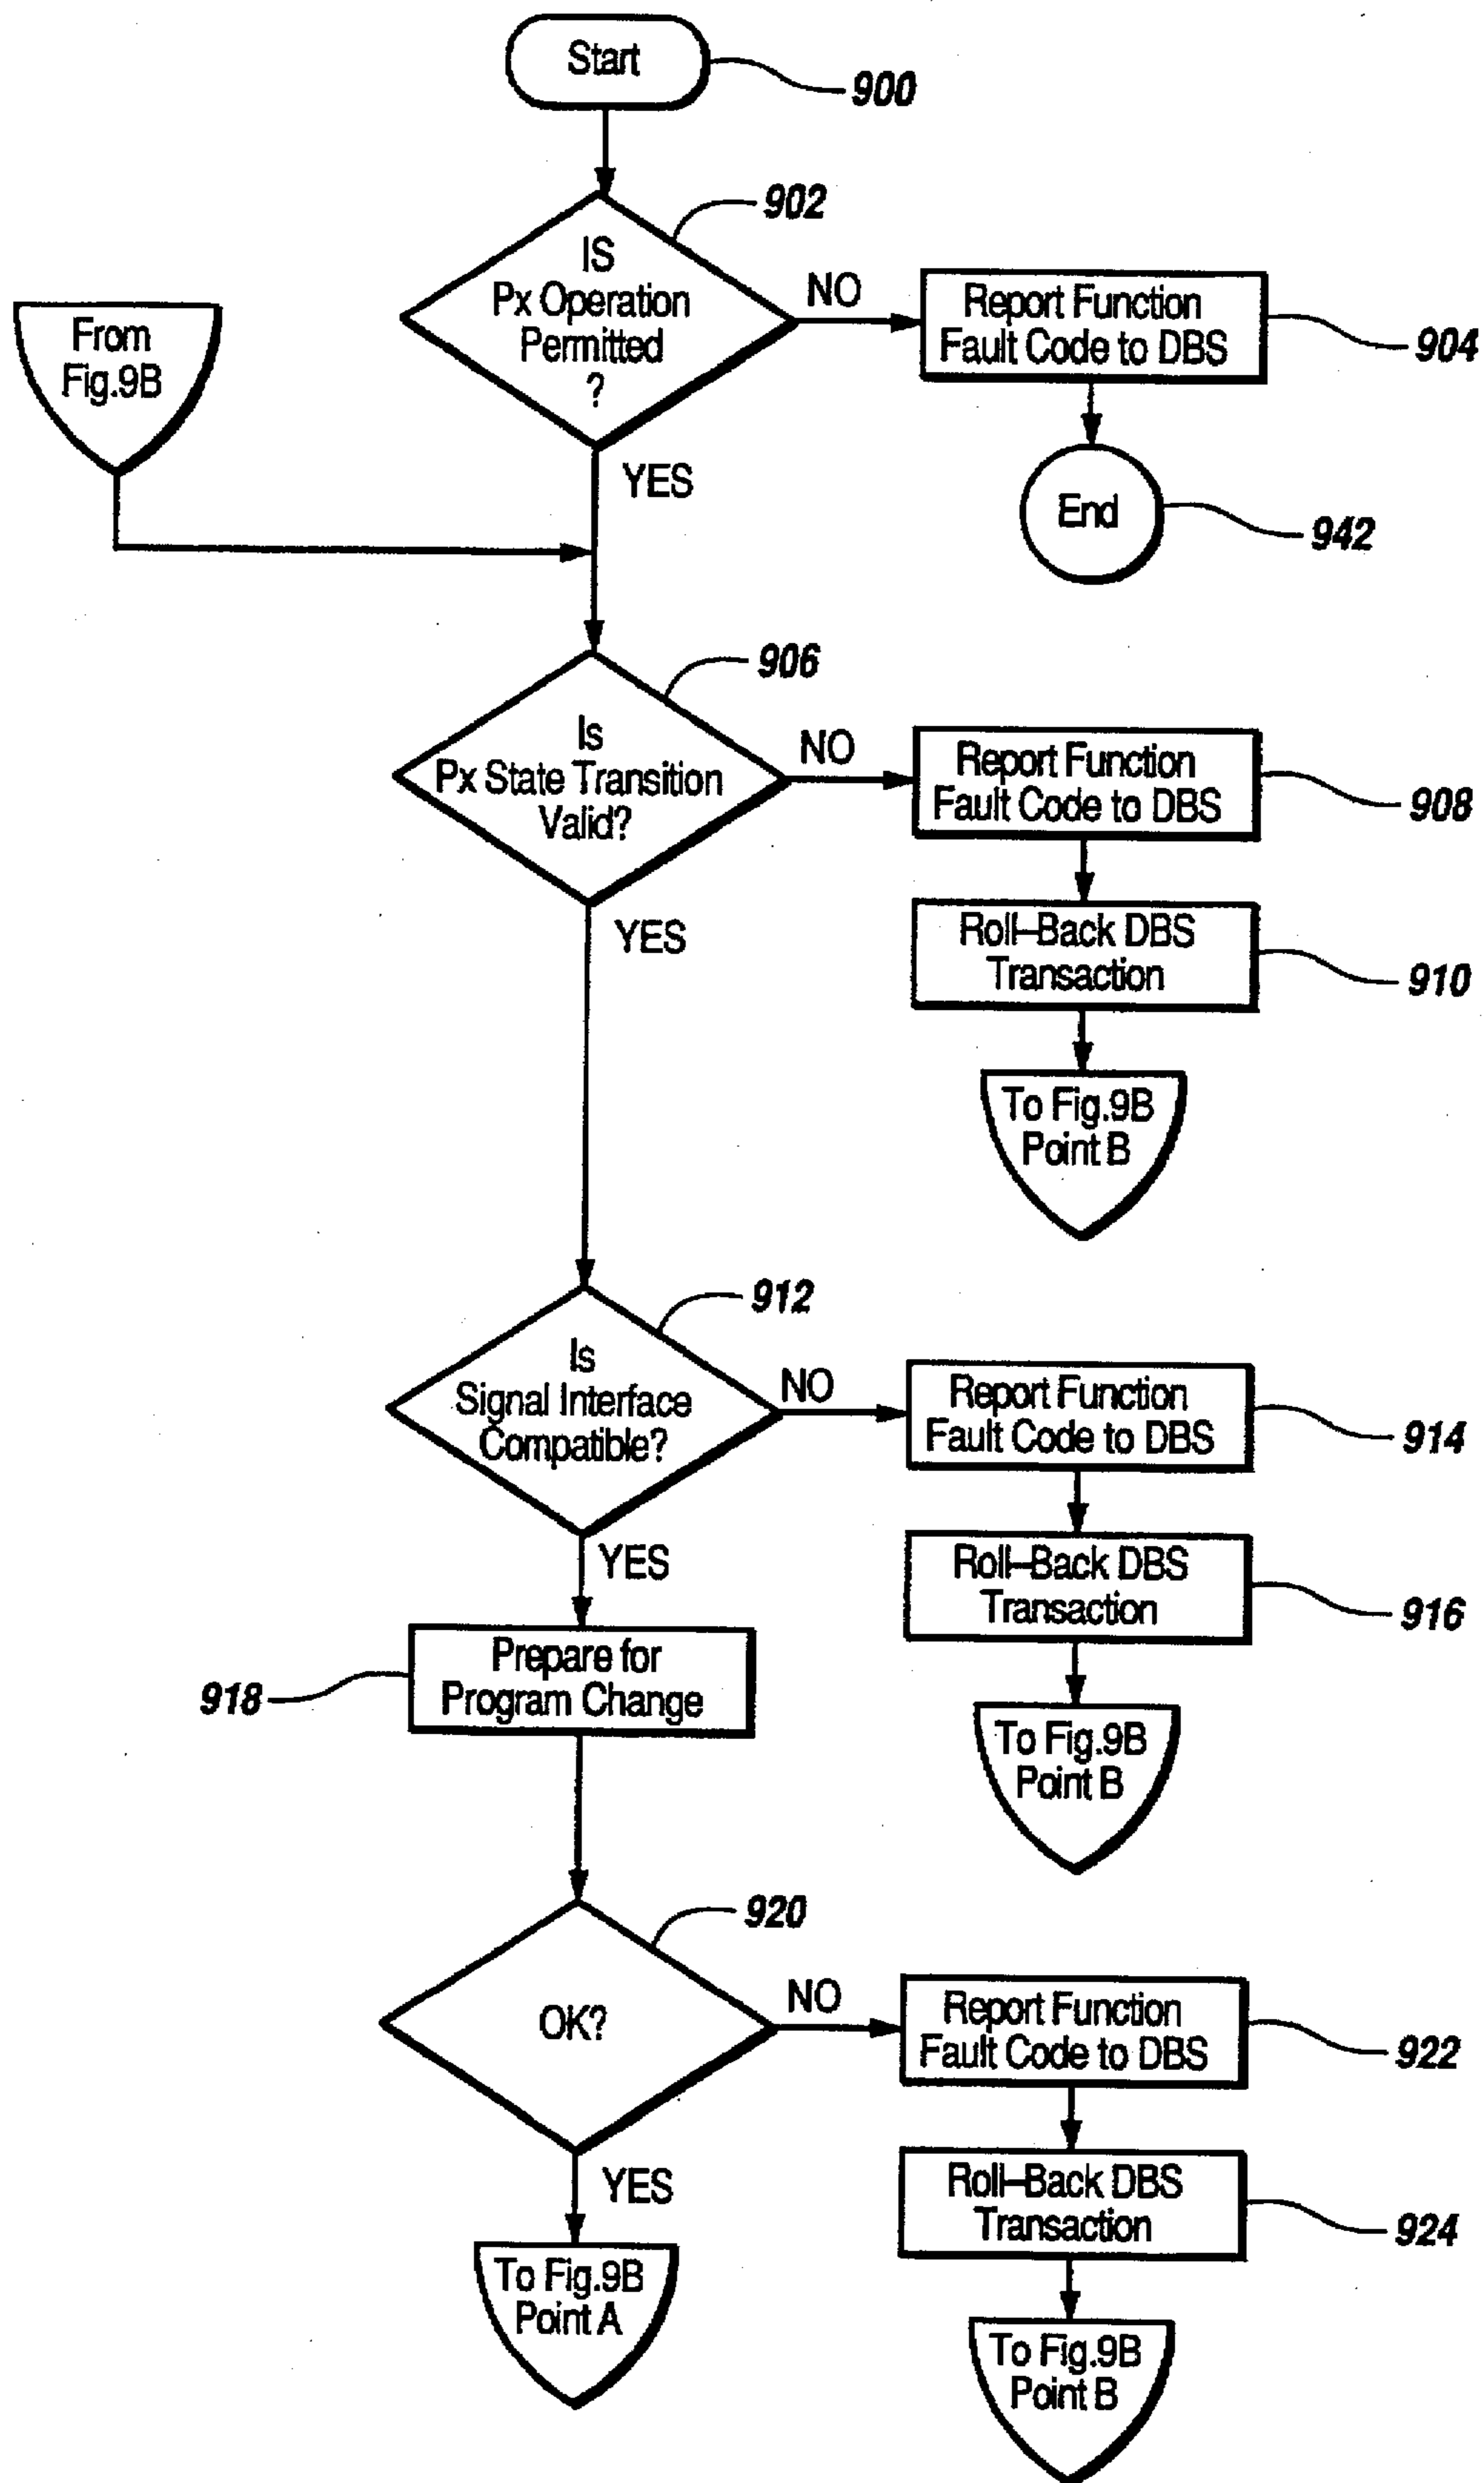 Start
900
902
IS
Px Operation
Permitted
?
NO
Report Function
Fault Code to DBS
904
From
Fig.9B
YES
End
942
906
Is
Px State Transition
Valid?
NO
Report Function
Fault Code to DBS
908
YES
Roll-Back DBS
Transaction
910
To Fig.9B
Point B
912
Is
Signal Interface
Compatible?
NO
Report Function
Fault Code to DBS
914
YES
Roll-Back DBS
Transaction
916
918
Prepare for
Program Change
To Fig.9B
Point B
920
OK?
NO
Report Function
Fault Code to DBS
922
YES
Roll-Back DBS
Transaction
924
To Fig.9B
Point A
To Fig.9B
Point B